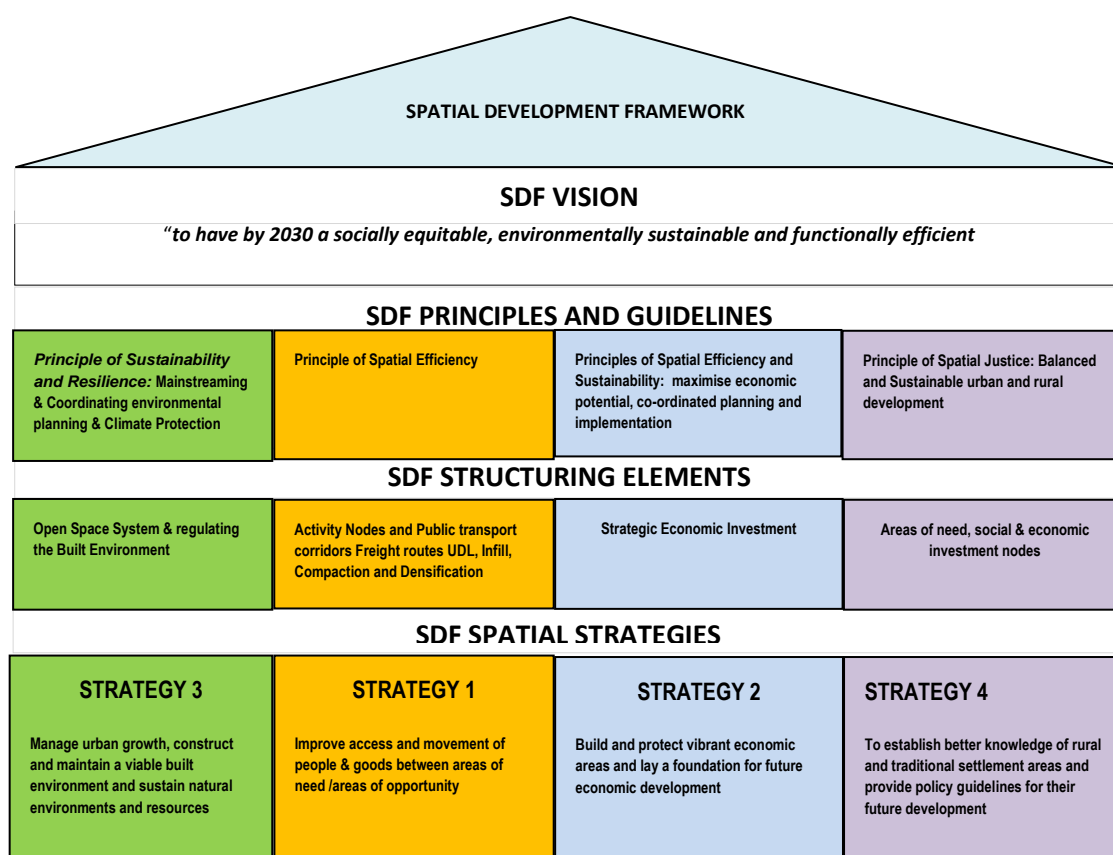 SPATIAL DEVELOPMENT FRAMEWORK
SDF VISION
“to have by 2030 a socially equitable, environmentally sustainable and functionally efficient
SDF PRINCIPLES AND GUIDELINES
Principle of Sustainability
and Resilience: Mainstreaming
& Coordinating environmental
planning & Climate Protection
Principle of Spatial Efficiency
Principles of Spatial Efficiency and
Sustainability: maximise economic
potential, co-ordinated planning and
implementation
Principle of Spatial Justice: Balanced
and Sustainable urban and rural
development
SDF STRUCTURING ELEMENTS
Open Space System & regulating
the Built Environment
Activity Nodes and Public transport
corridors Freight routes UDL, Infill,
Compaction and Densification
Strategic Economic Investment
Areas of need, social & economic
investment nodes
SDF SPATIAL STRATEGIES
STRATEGY 3
Manage urban growth, construct
and maintain a viable built
environment and sustain natural
environments and resources
STRATEGY 1
Improve access and movement of
people & goods between areas of
need /areas of opportunity
STRATEGY 2
Build and protect vibrant economic
areas and lay a foundation for future
economic development
STRATEGY 4
To establish better knowledge of rural
and traditional settlement areas and
provide policy guidelines for their
future development